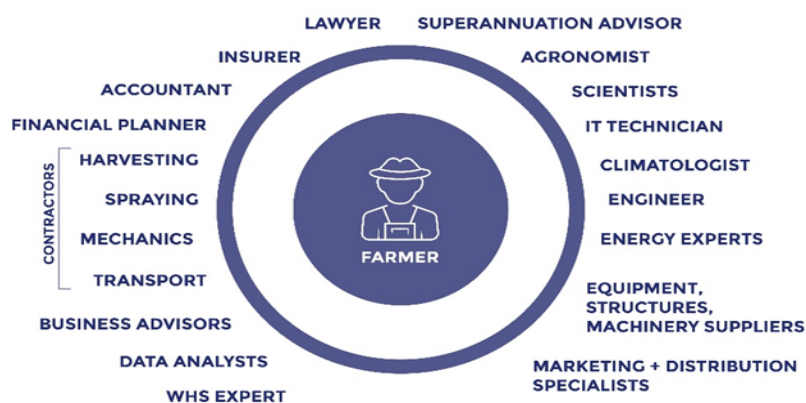 LAWYER
SUPERANNUATION ADVISOR
INSURER
AGRONOMIST
ACCOUNTANT
SCIENTISTS
FINANCIAL PLANNER
IT TECHNICIAN
CONTRACTORS
HARVESTING
CLIMATOLOGIST
SPRAYING
ENGINEER
MECHANICS
ENERGY EXPERTS
FARMER
TRANSPORT
EQUIPMENT,
STRUCTURES,
MACHINERY SUPPLIERS
BUSINESS ADVISORS
DATA ANALYSTS
MARKETING + DISTRIBUTION
SPECIALISTS
WHS EXPERT